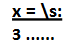 x = \s:
3 ......